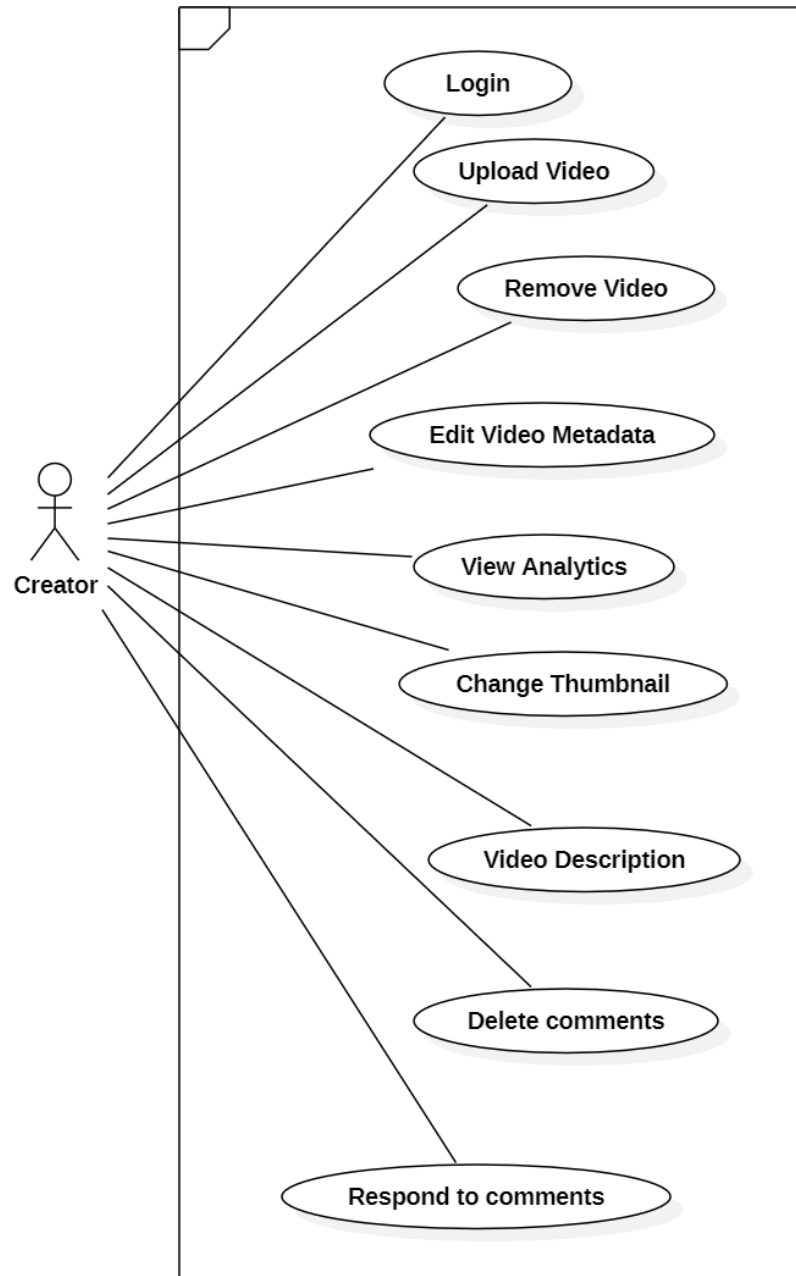 Login
Upload Video
Remove Video
Edit Video Metadata
View Analytics
Creator
Change Thumbnail
Video Description
Delete comments
Respond to comments